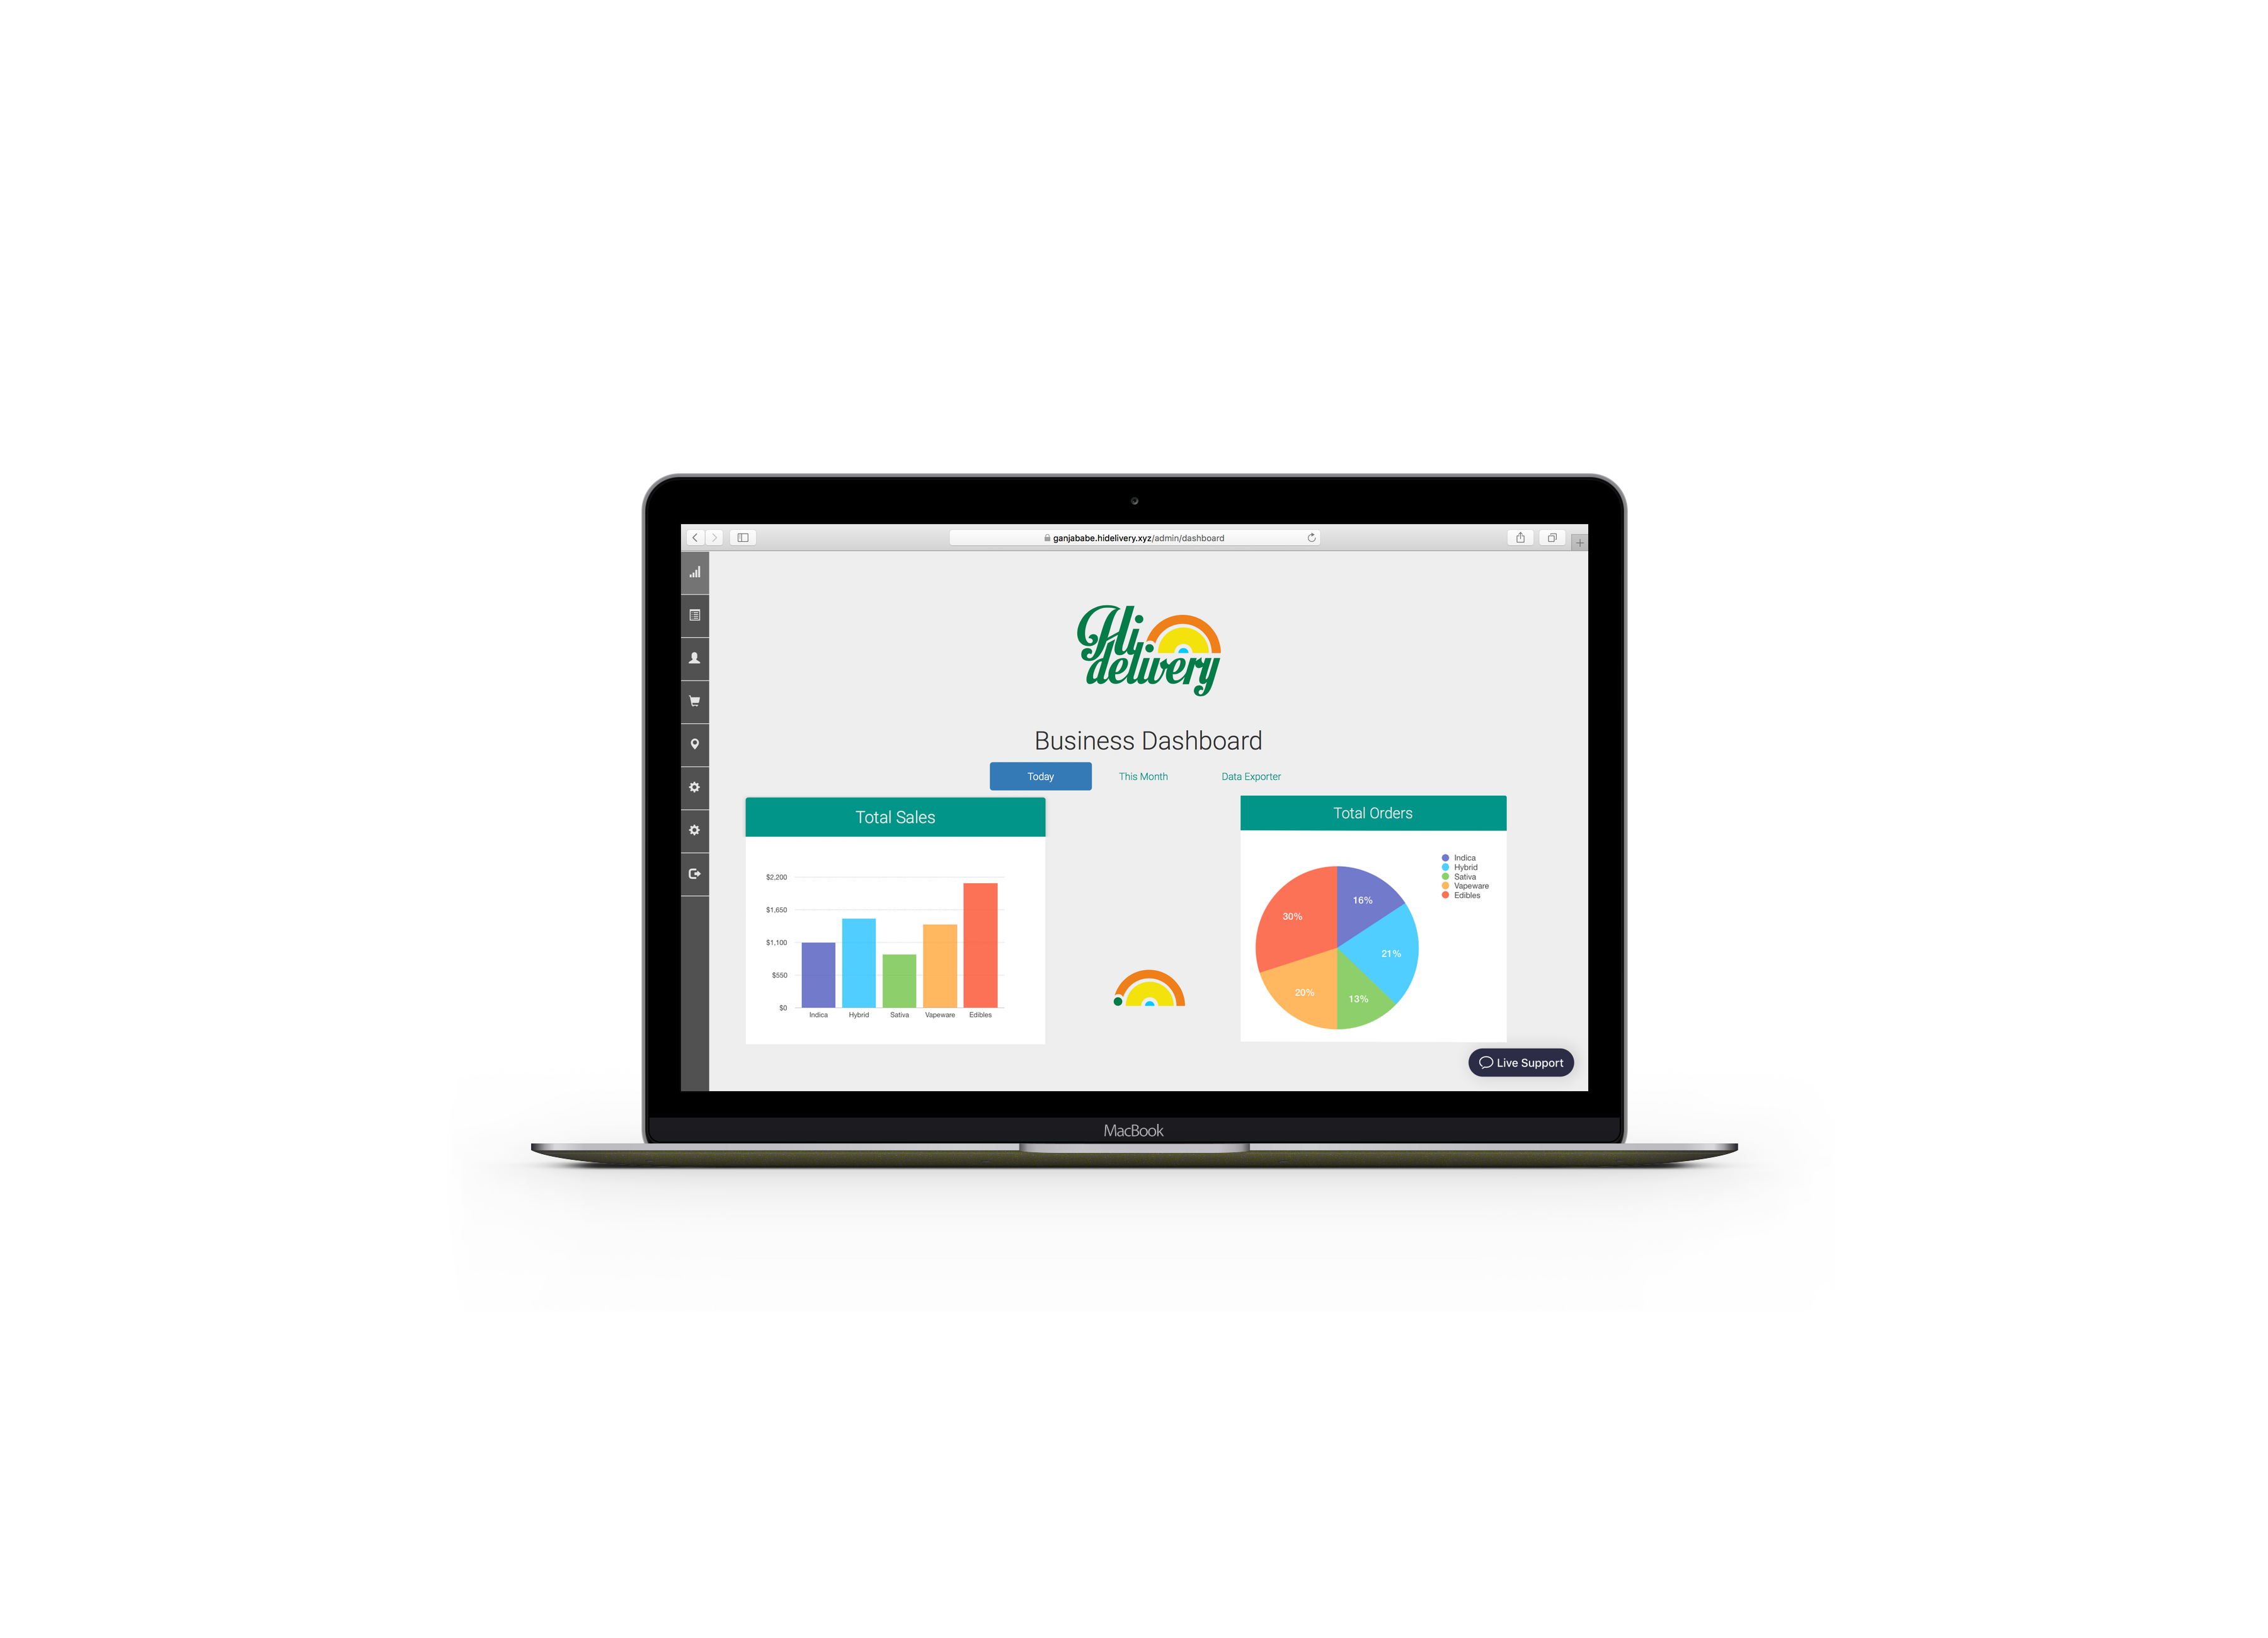 ganjababe.hidelivery.xyz/admin/dashboard
Hi
delivery
Business Dashboard
Today
This Month
Data Exporter
Total Sales
$2,200
$1,650
$1,100
$550
$0
Indica
Hybrid
Sativa
Vapeware
Edibles
Total Orders
Indica
Hybrid
Sativa
Vapeware
Edibles
16%
21%
13%
20%
30%
Live Support
MacBook